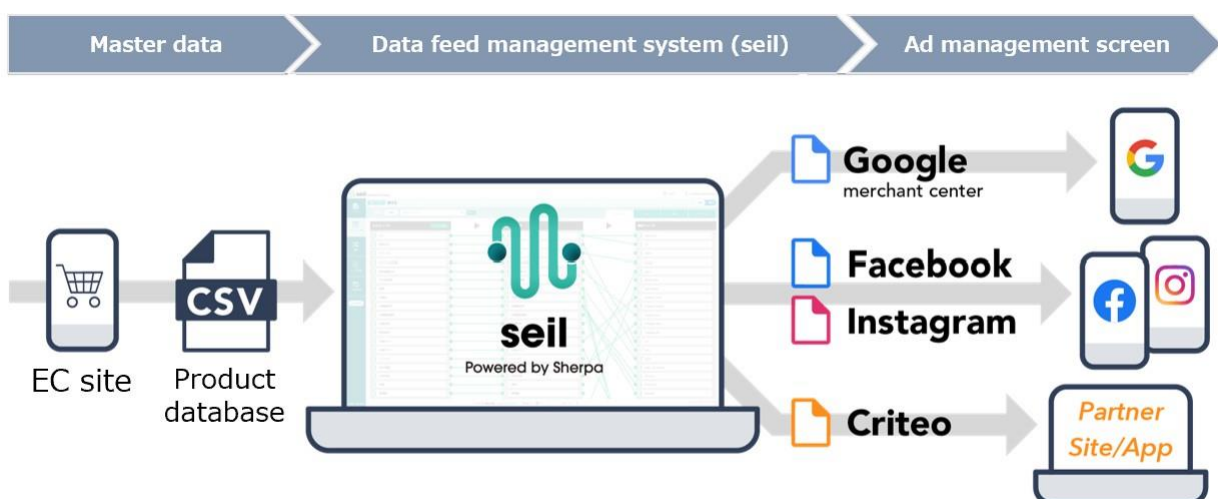 Master data
Data feed management system (seil)
Ad management screen
EC site
CSV
Product
database
seil
Powered by Sherpa
Google
merchant center
Facebook
Instagram
Criteo
Partner
Site/App